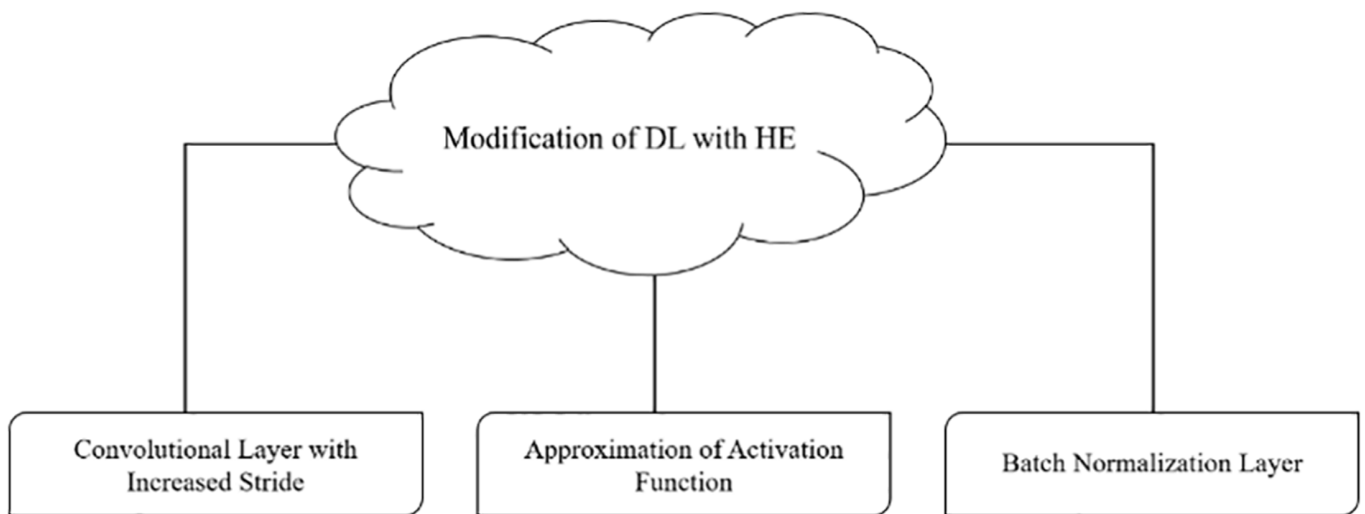 Modification of DL with HE
Convolutional Layer with
Increased Stride
Approximation of Activation
Function
Batch Normalization Layer